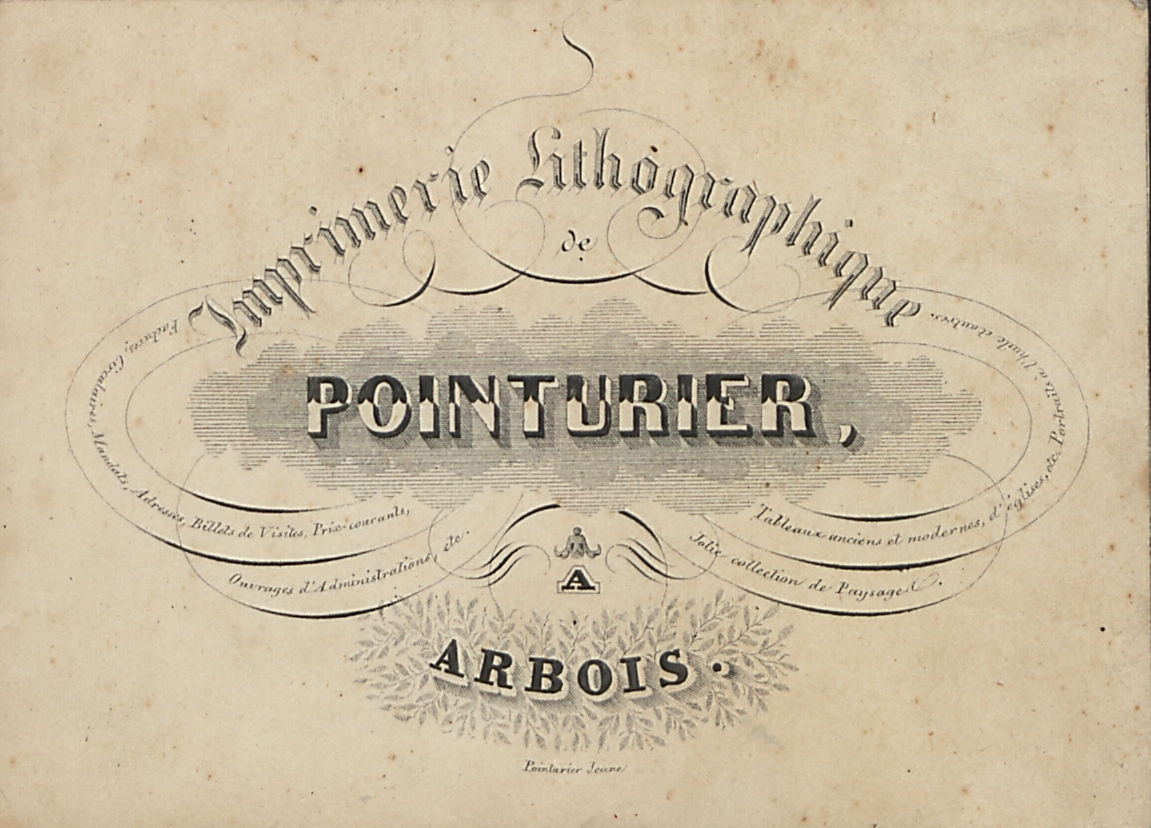 Imprimerie Lithographique
de
POINTURIER,
Factures, Circulaires, Mandats, Adresses, Billets de Visites, Prix-courants,
Ouvrages d'Administrations, etc.
Tableaux anciens et modernes, d'églises, etc. Portraits à l'huile et autres.
Jolie collection de Paysages.
A
ARBOIS.
Pointurier Jeune